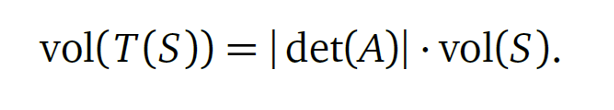 vol(T(S)) = | det(A)| · vol(S).